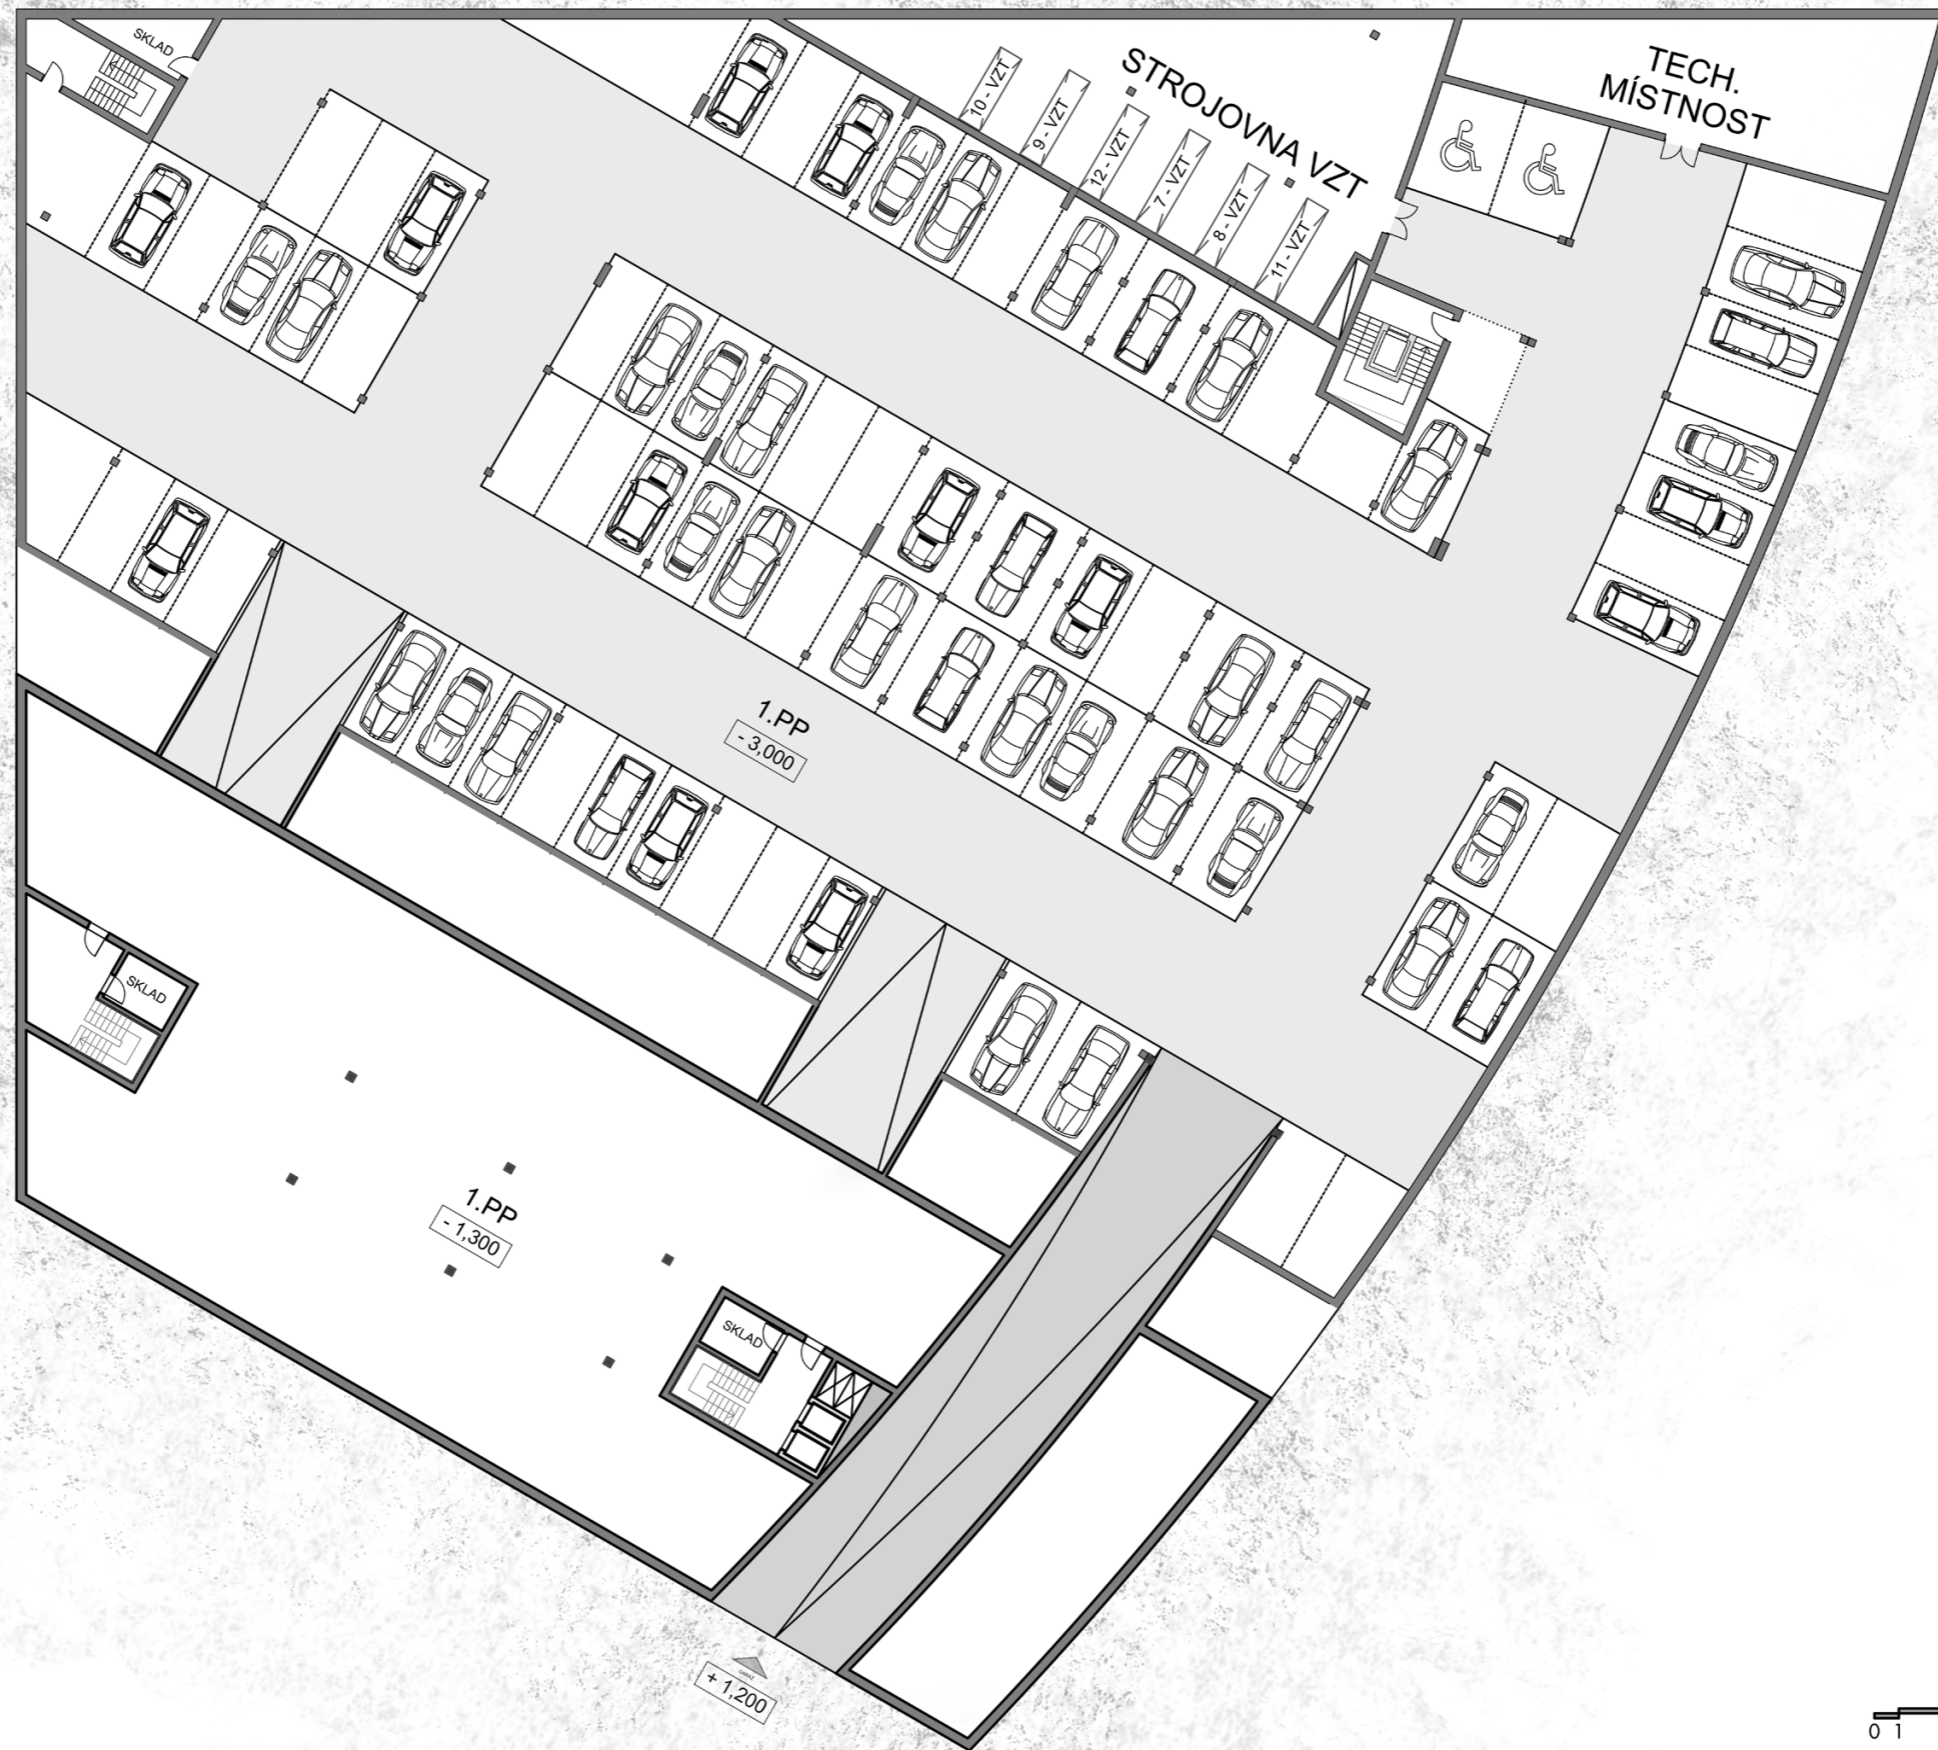 SKLAD
STROJOVNA VZT
TECH.
MÍSTNOST
10 - VZT
9 - VZT
12 - VZT
7 - VZT
8 - VZT
11 - VZT
1.PP
- 3,000
SKLAD
1.PP
- 1,300
SKLAD
+ 1,200
0 1